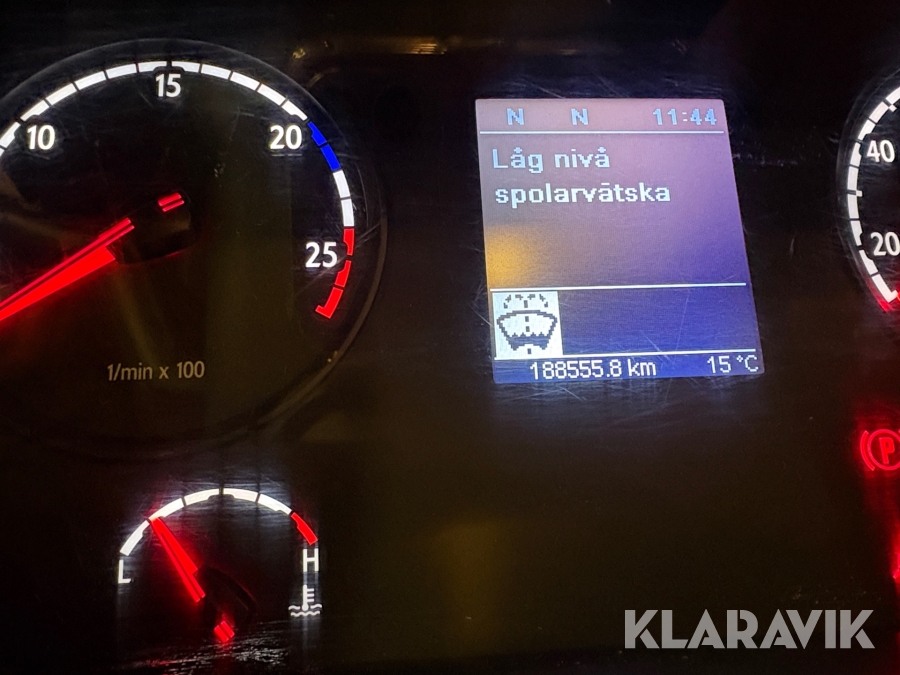 15
10
20
25
1/min x 100
N N 11:44
Låg nivå
spolarvätska
188555.8 km 15 °C
40
20
P
L
H
KLARAVIK